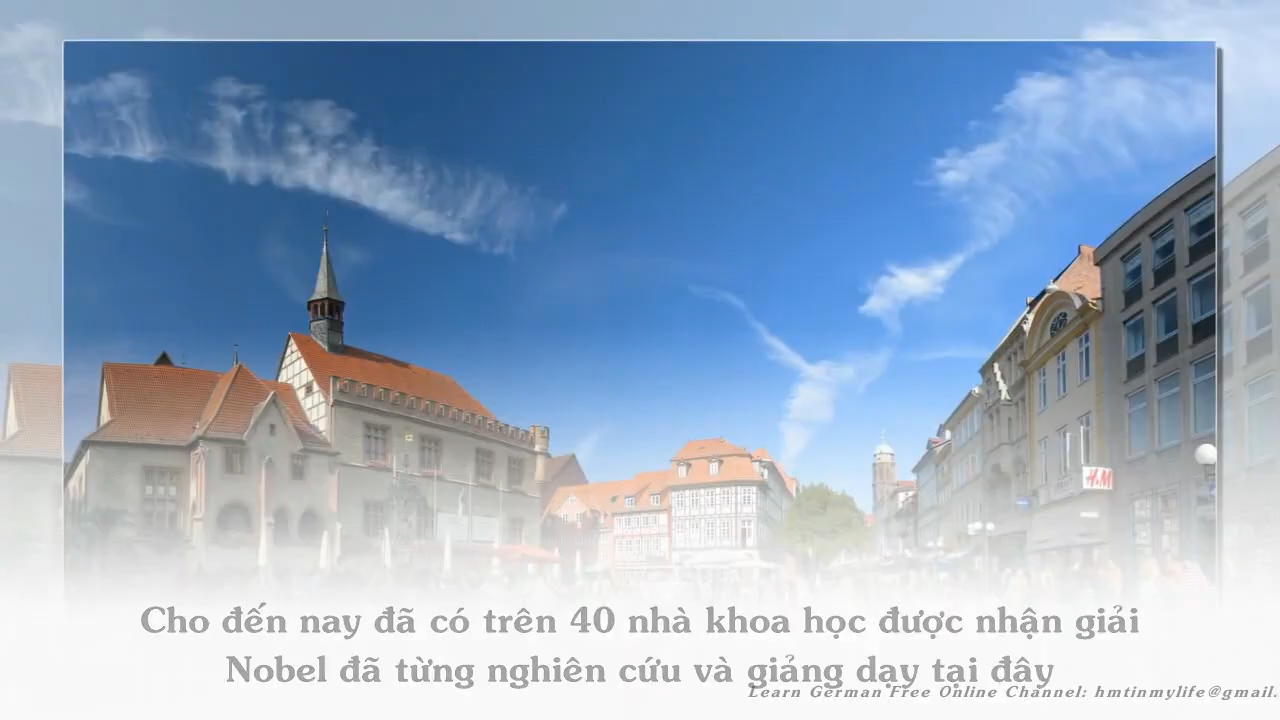 H&M
Cho đến nay đã có trên 40 nhà khoa học được nhận giải
Nobel đã từng nghiên cứu và giảng dạy tại đây
Learn German Free Online Channel: hmtinmylife@gmail.